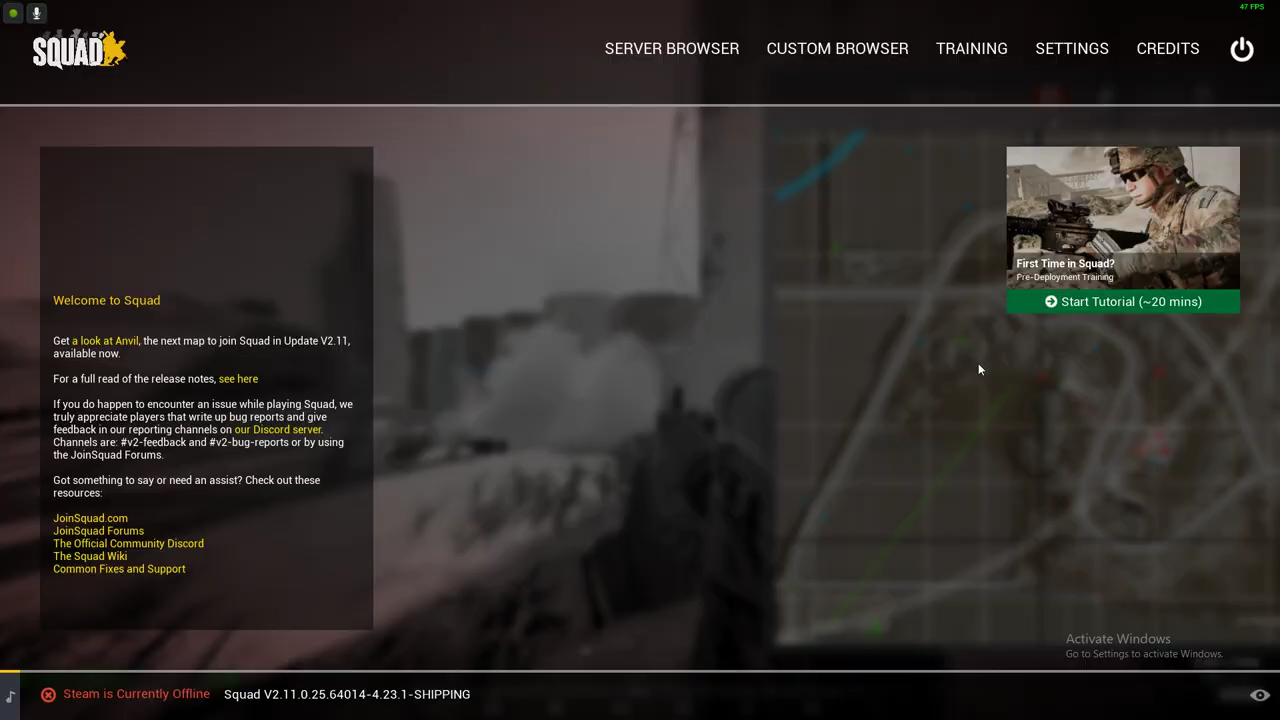 47 FPS
SQUAD
SERVER BROWSER
CUSTOM BROWSER
TRAINING
SETTINGS
CREDITS
First Time in Squad?
Pre-Deployment Training
Start Tutorial (~20 mins)
Welcome to Squad
Get a look at Anvil, the next map to join Squad in Update V2.11,
available now.
For a full read of the release notes, see here
If you do happen to encounter an issue while playing Squad, we
truly appreciate players that write up bug reports and give
feedback in our reporting channels on our Discord server.
Channels are: #v2-feedback and #v2-bug-reports or by using
the JoinSquad Forums.
Got something to say or need an assist? Check out these
resources:
JoinSquad.com
JoinSquad Forums
The Official Community Discord
The Squad Wiki
Common Fixes and Support
Activate Windows
Go to Settings to activate Windows.
Steam is Currently Offline
Squad V2.11.0.25.64014-4.23.1-SHIPPING